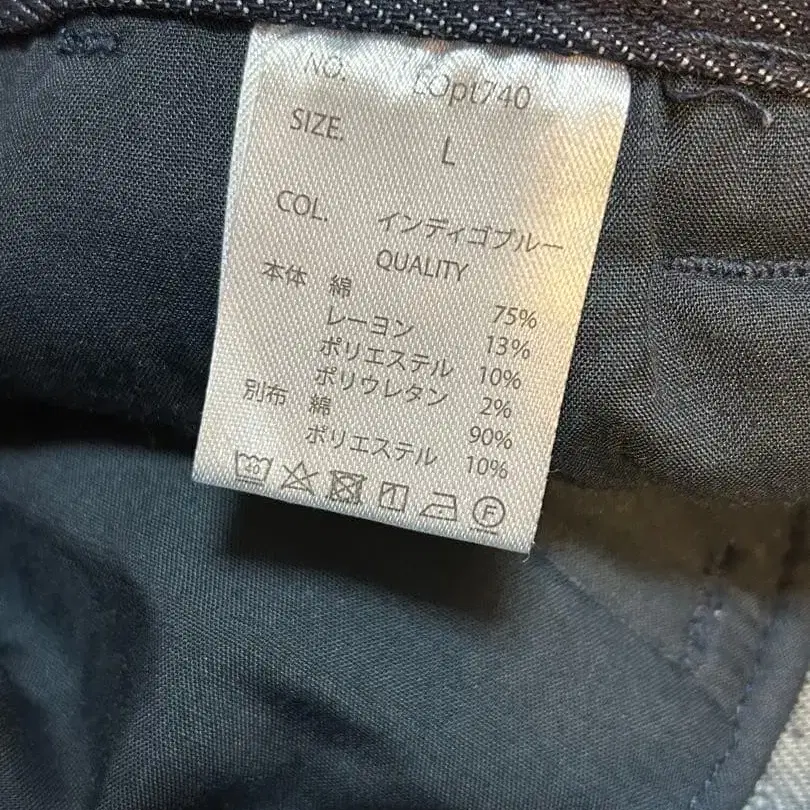 NO. LOpt740
SIZE. L
COL. インディゴブルー
QUALITY
本体 綿 75%
レーヨン 13%
ポリエステル 10%
ポリウレタン 2%
別布 綿 90%
ポリエステル 10%
40 F